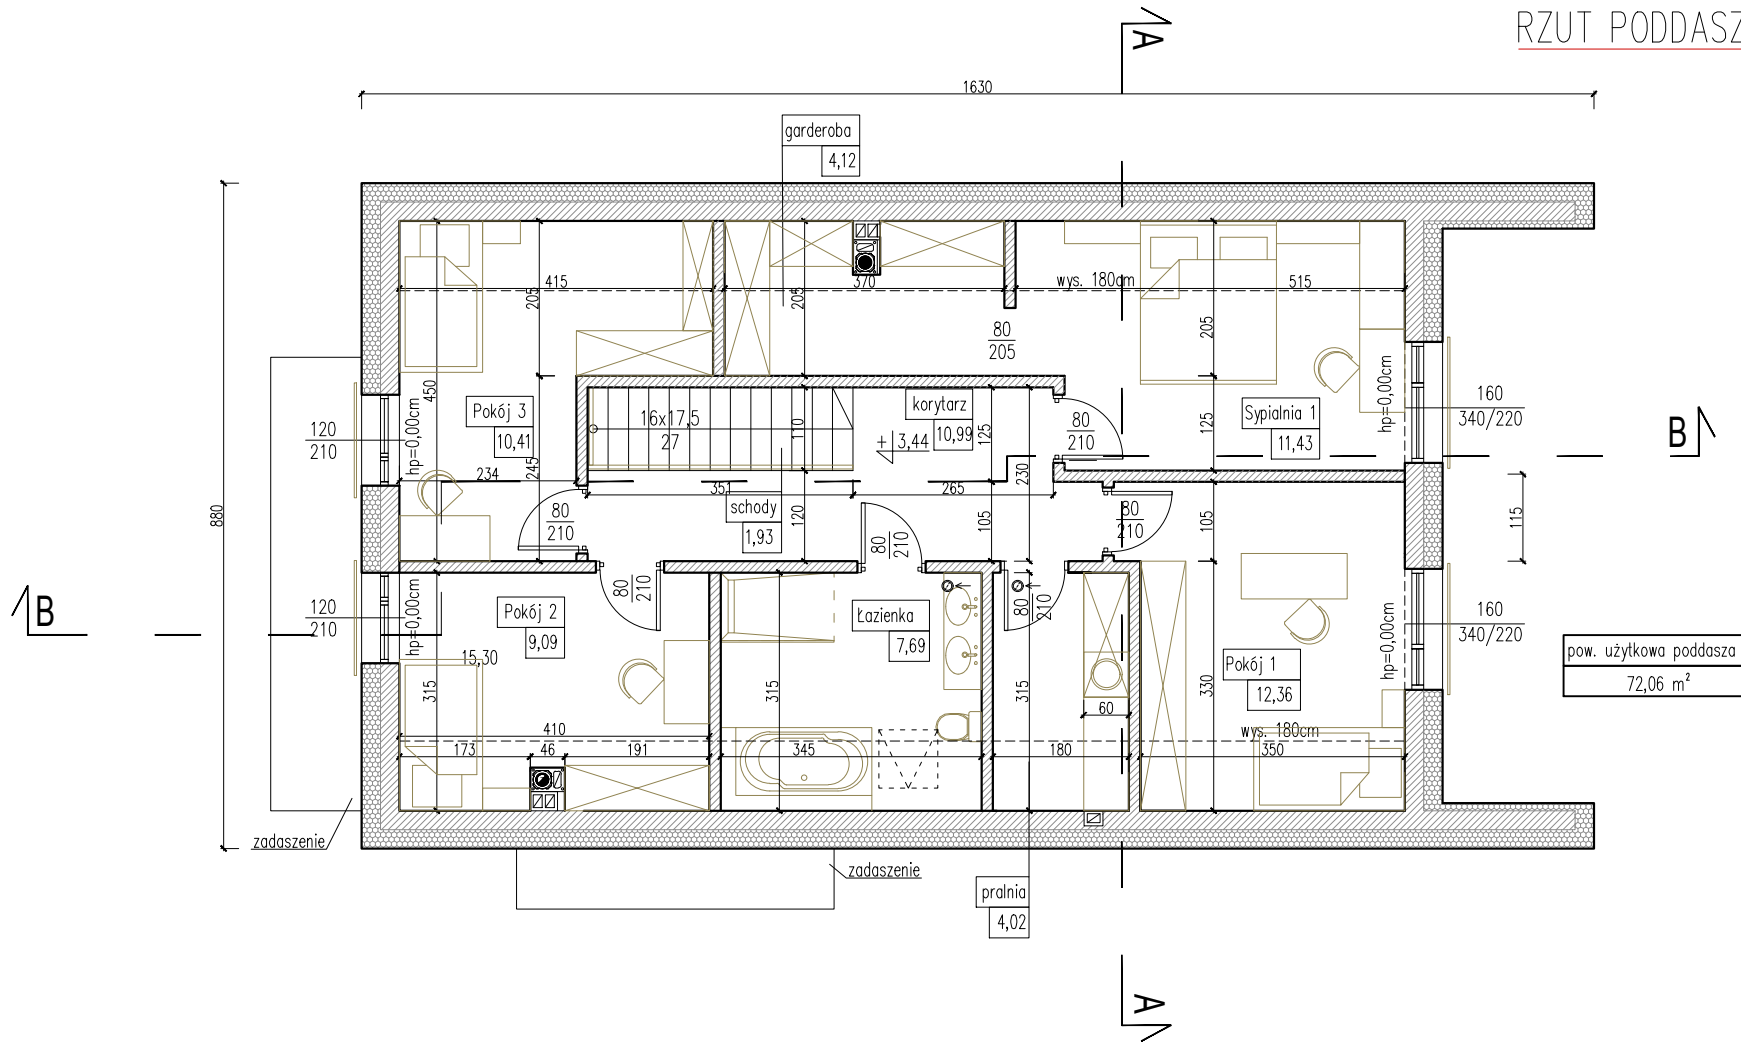 RZUT PODDASZ
A
1630
garderoba
4,12
415
205
370
205
wys. 180cm
515
80
205
205
450
hp=0,00cm
Pokój 3
10,41
16x17,5
27
110
korytarz
10,99
+3,44
125
80
210
125
Sypialnia 1
11,43
hp=0,00cm
160
340/220
B
120
210
245
234
351
265
230
880
80
210
schody
1,93
120
80
210
105
80
210
105
115
B
120
210
hp=0,00cm
80
210
Pokój 2
9,09
15,30
315
Łazienka
7,69
315
80
210
315
60
Pokój 1
12,36
330
hp=0,00cm
160
340/220
pow. użytkowa poddasza
72,06 m²
410
173
46
191
345
180
wys. 180cm
350
zadaszenie
zadaszenie
pralnia
4,02
A